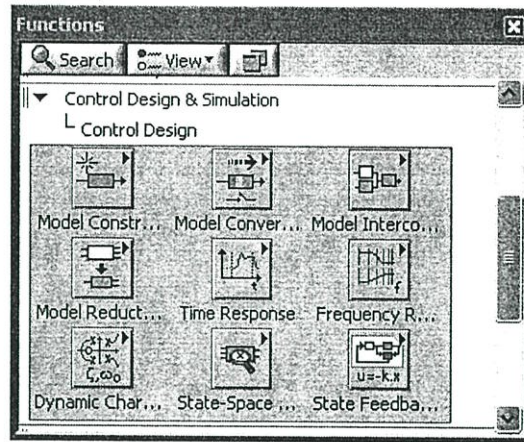 Functions
Search View
Control Design & Simulation
Control Design
Model Constr... Model Conver... Model Interco...
t f
Model Reduct... Time Response Frequency R...
ζ,ω₀ u=-k.x
Dynamic Char... State-Space ... State Feedba...